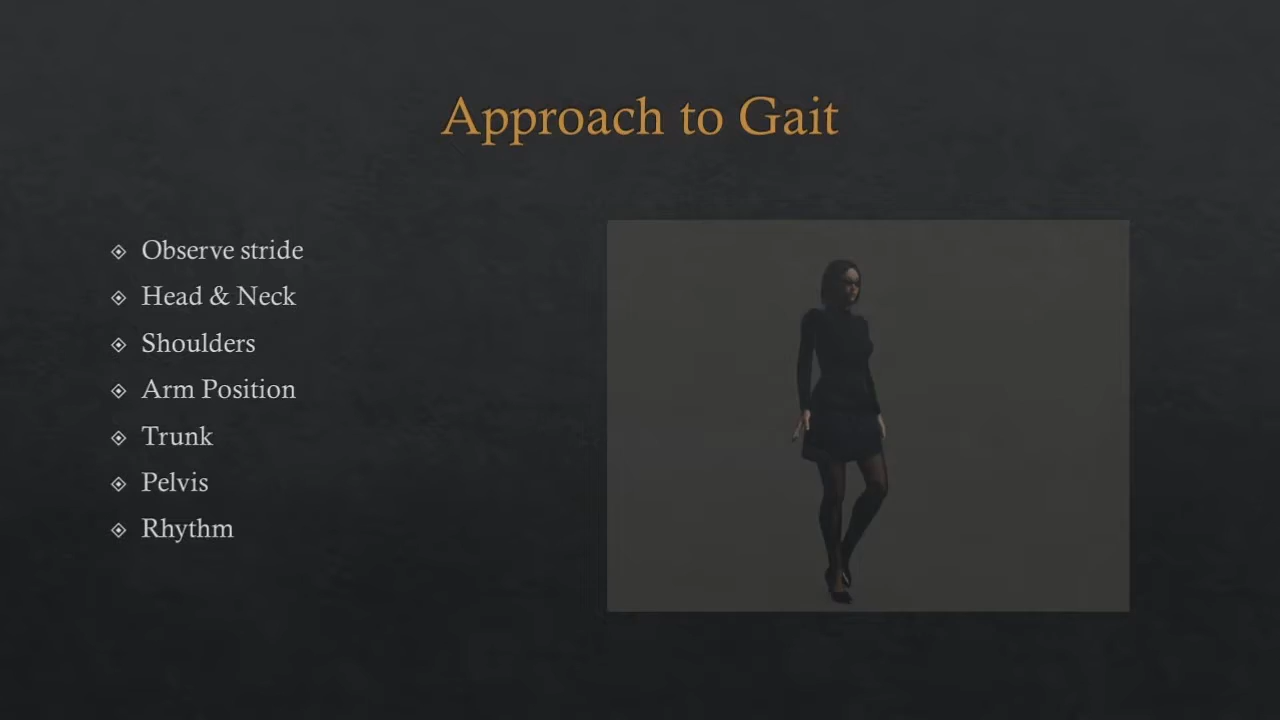 Approach to Gait
Observe stride
Head & Neck
Shoulders
Arm Position
Trunk
Pelvis
Rhythm